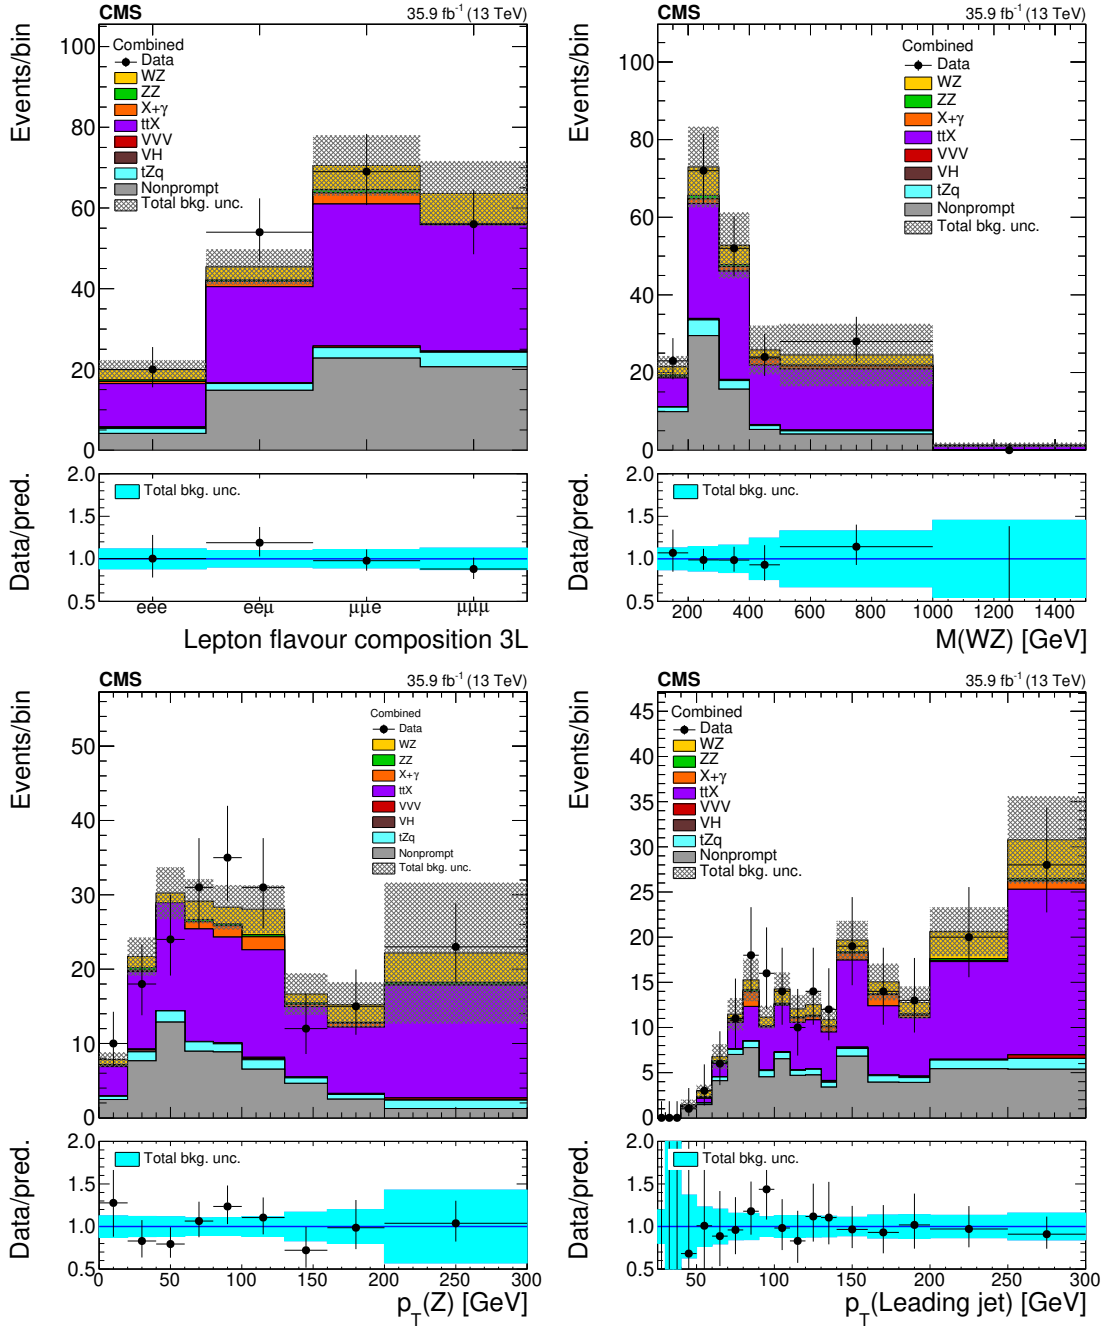 CMS
35.9 fb⁻¹ (13 TeV)
Events/bin
100
80
60
40
20
0
Combined
Data
WZ
ZZ
X+γ
ttX
VVV
VH
tZq
Nonprompt
Total bkg. unc.
Data/pred.
2.0
1.5
1.0
0.5
Total bkg. unc.
eee
eeμ
μμe
μμμ
Lepton flavour composition 3L
CMS
35.9 fb⁻¹ (13 TeV)
Events/bin
100
80
60
40
20
0
Combined
Data
WZ
ZZ
X+γ
ttX
VVV
VH
tZq
Nonprompt
Total bkg. unc.
Data/pred.
2.0
1.5
1.0
0.5
Total bkg. unc.
200 400 600 800 1000 1200 1400
M(WZ) [GeV]
CMS
35.9 fb⁻¹ (13 TeV)
Events/bin
50
40
30
20
10
0
Combined
Data
WZ
ZZ
X+γ
ttX
VVV
VH
tZq
Nonprompt
Total bkg. unc.
Data/pred.
2.0
1.5
1.0
0.5
Total bkg. unc.
0 50 100 150 200 250 300
p_T(Z) [GeV]
CMS
35.9 fb⁻¹ (13 TeV)
Events/bin
45
40
35
30
25
20
15
10
5
0
Combined
Data
WZ
ZZ
X+γ
ttX
VVV
VH
tZq
Nonprompt
Total bkg. unc.
Data/pred.
2.0
1.5
1.0
0.5
Total bkg. unc.
50 100 150 200 250 300
p_T(Leading jet) [GeV]